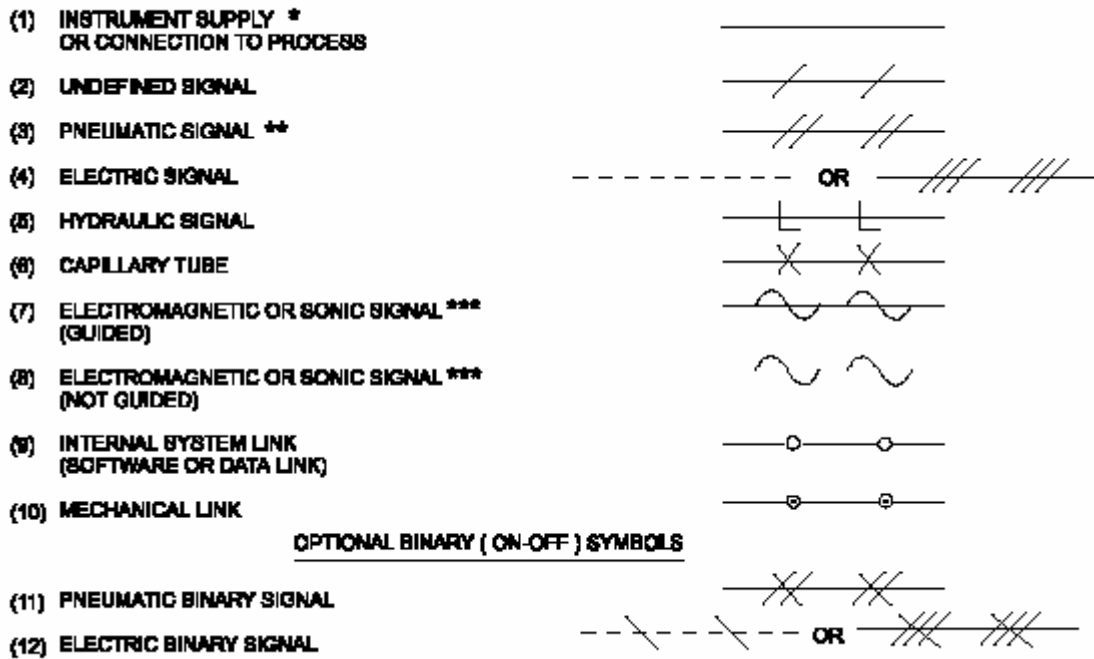 (1) INSTRUMENT SUPPLY *
OR CONNECTION TO PROCESS
(2) UNDEFINED SIGNAL
(3) PNEUMATIC SIGNAL **
(4) ELECTRIC SIGNAL OR
(5) HYDRAULIC SIGNAL
(6) CAPILLARY TUBE
(7) ELECTROMAGNETIC OR SONIC SIGNAL ***
(GUIDED)
(8) ELECTROMAGNETIC OR SONIC SIGNAL ***
(NOT GUIDED)
(9) INTERNAL SYSTEM LINK
(SOFTWARE OR DATA LINK)
(10) MECHANICAL LINK
OPTIONAL BINARY ( ON-OFF ) SYMBOLS
(11) PNEUMATIC BINARY SIGNAL
(12) ELECTRIC BINARY SIGNAL OR